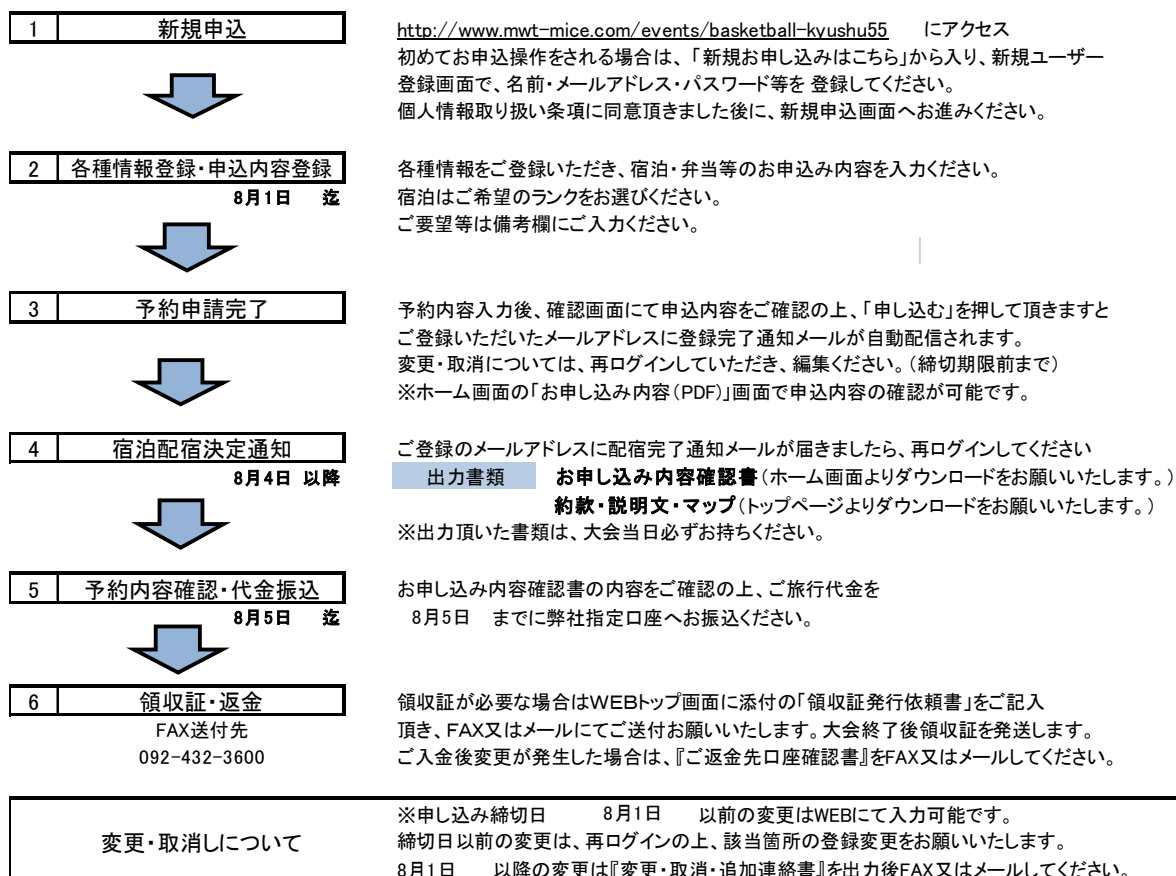 1 新規申込 http://www.mwt-mice.com/events/basketball-kyushu55 にアクセス
初めてお申込操作をされる場合は、「新規お申し込みはこちら」から入り、新規ユーザー
登録画面で、名前・メールアドレス・パスワード等を 登録してください。
個人情報取り扱い条項に同意頂きました後に、新規申込画面へお進みください。
2 各種情報登録・申込内容登録 各種情報をご登録いただき、宿泊・弁当等のお申込み内容を入力ください。
8月1日 迄 宿泊はご希望のランクをお選びください。
ご要望等は備考欄にご入力ください。
3 予約申請完了 予約内容入力後、確認画面にて申込内容をご確認の上、「申し込む」を押して頂きますと
ご登録いただいたメールアドレスに登録完了通知メールが自動配信されます。
変更・取消については、再ログインしていただき、編集ください。（締切期限前まで）
※ホーム画面の「お申し込み内容（PDF）」画面で申込内容の確認が可能です。
4 宿泊配宿決定通知 ご登録のメールアドレスに配宿完了通知メールが届きましたら、再ログインしてください
8月4日 以降 出力書類 お申し込み内容確認書（ホーム画面よりダウンロードをお願いいたします。）
約款・説明文・マップ（トップページよりダウンロードをお願いいたします。）
※出力頂いた書類は、大会当日必ずお持ちください。
5 予約内容確認・代金振込 お申し込み内容確認書の内容をご確認の上、ご旅行代金を
8月5日 迄 8月5日 までに弊社指定口座へお振込ください。
6 領収証・返金 領収証が必要な場合はＷＥＢトップ画面に添付の「領収証発行依頼書」をご記入
FAX送付先 頂き、FAX又はメールにてご送付お願いいたします。大会終了後領収証を発送します。
092-432-3600 ご入金後変更が発生した場合は、『ご返金先口座確認書』をFAX又はメールしてください。
※申し込み締切日 8月1日 以前の変更はWEBにて入力可能です。
変更・取消しについて 締切日以前の変更は、再ログインの上、該当箇所の登録変更をお願いいたします。
8月1日 以降の変更は『変更・取消・追加連絡書』を出力後FAX又はメールしてください。